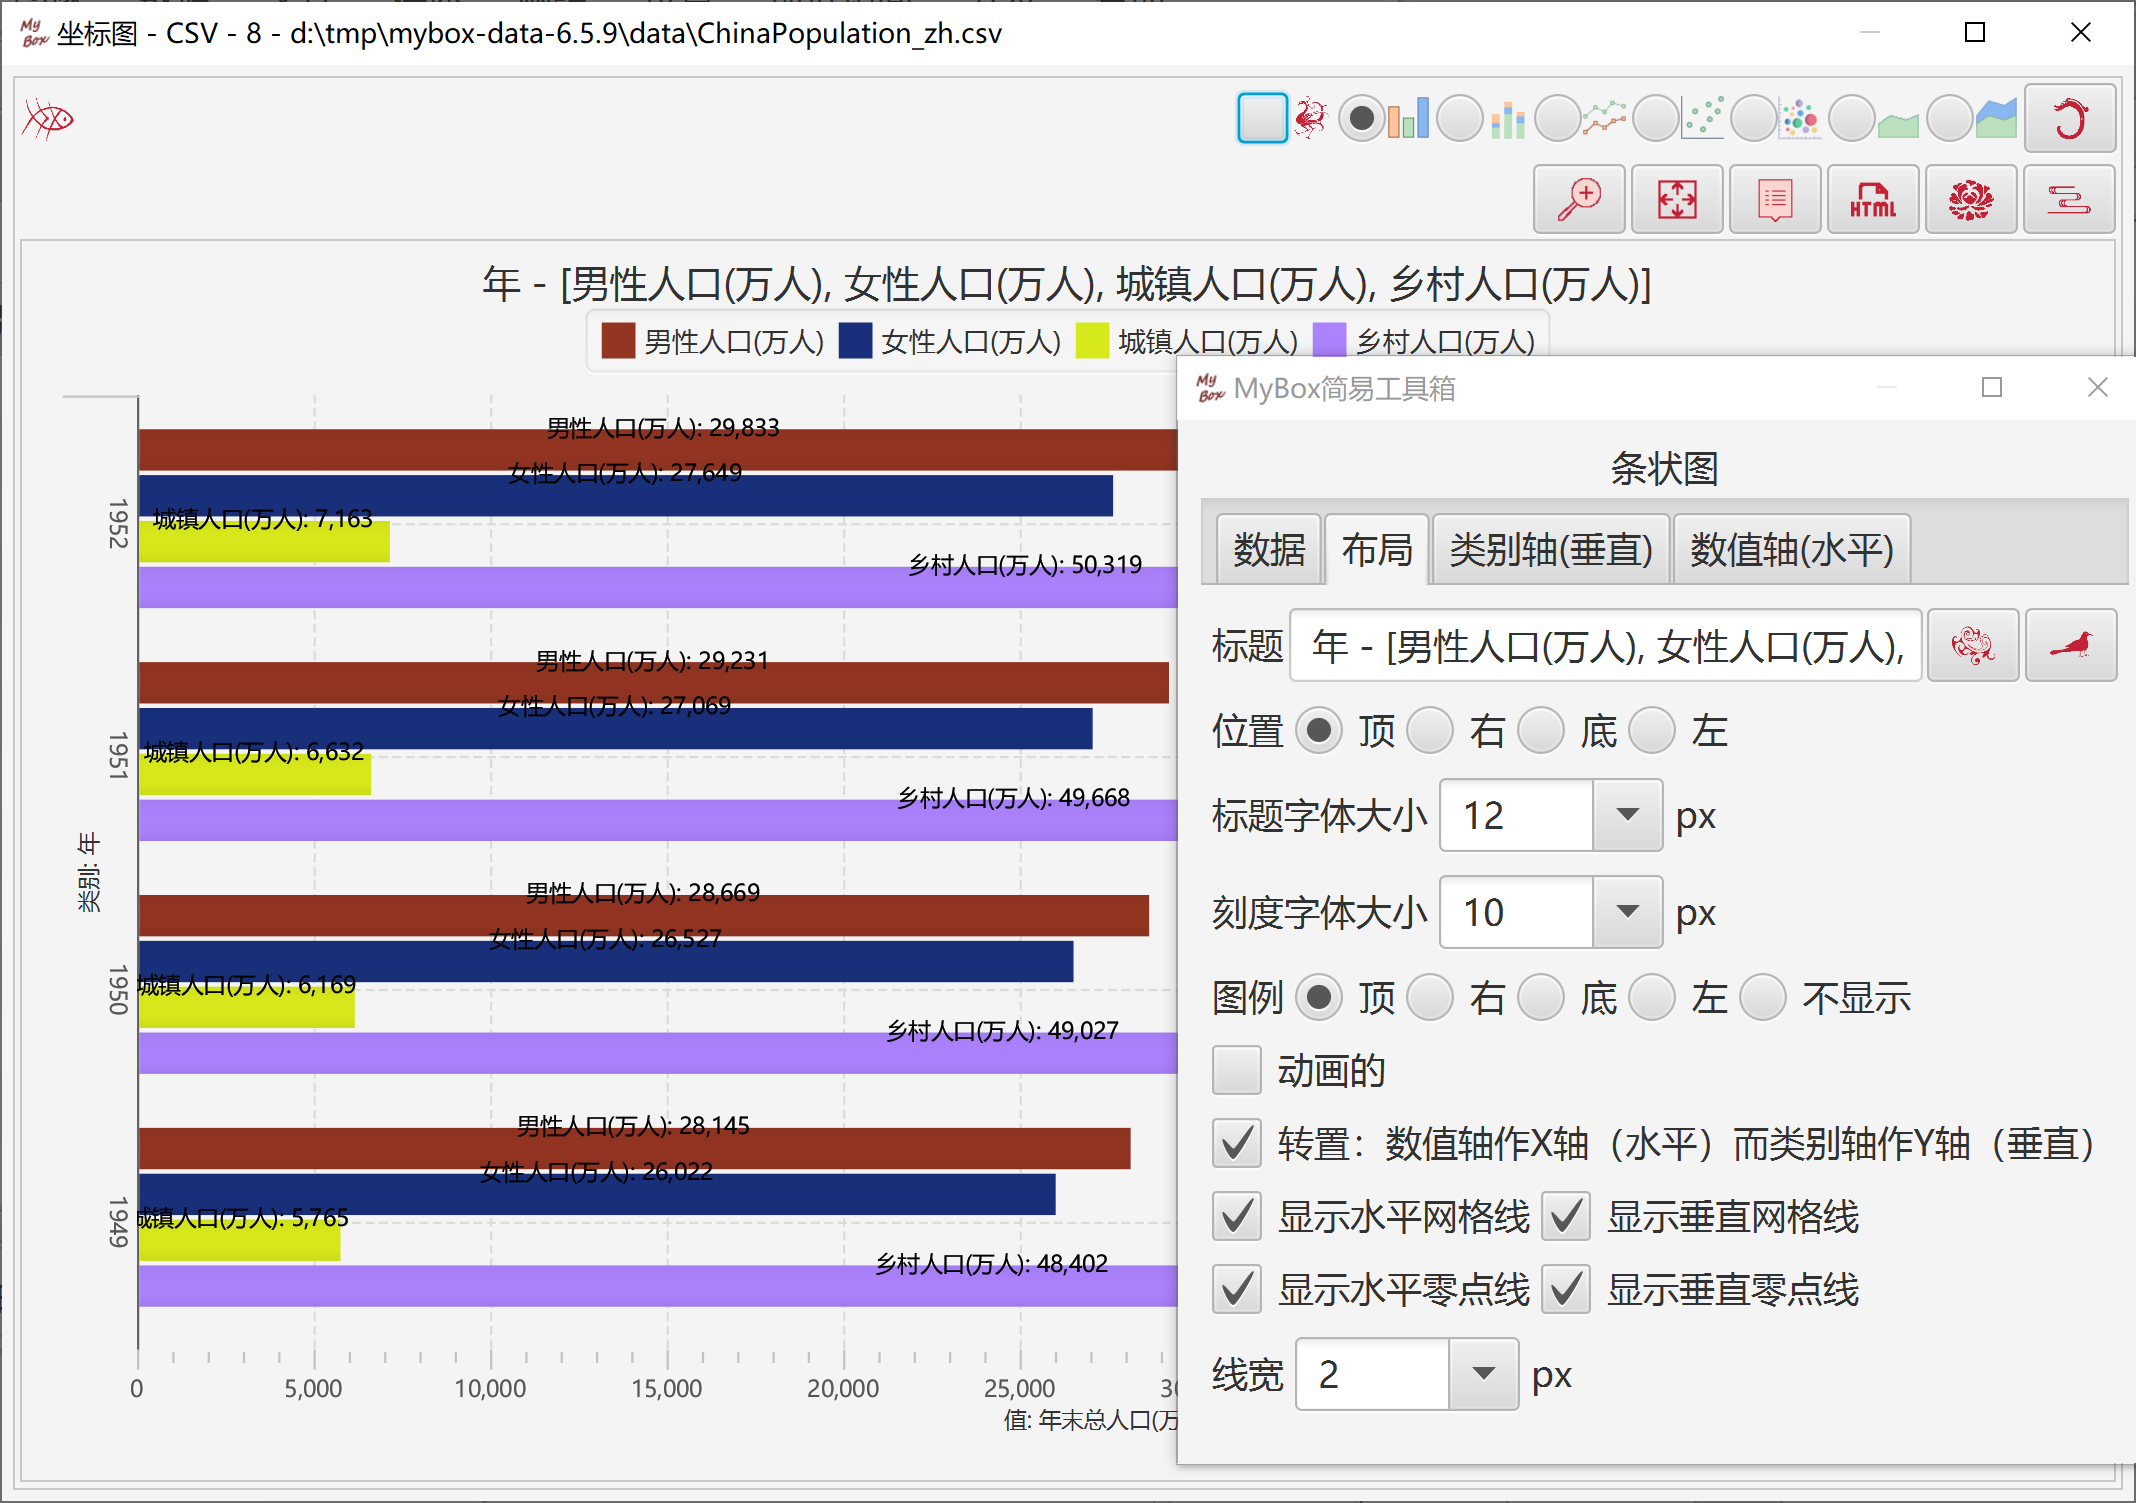 My Box 坐标图 - CSV - 8 - d:\tmp\mybox-data-6.5.9\data\ChinaPopulation_zh.csv
HTML
年 - [男性人口(万人), 女性人口(万人), 城镇人口(万人), 乡村人口(万人)]
男性人口(万人) 女性人口(万人) 城镇人口(万人) 乡村人口(万人)
类别: 年
1952
男性人口(万人): 29,833
女性人口(万人): 27,649
城镇人口(万人): 7,163
乡村人口(万人): 50,319
1951
男性人口(万人): 29,231
女性人口(万人): 27,069
城镇人口(万人): 6,632
乡村人口(万人): 49,668
1950
男性人口(万人): 28,669
女性人口(万人): 26,527
城镇人口(万人): 6,169
乡村人口(万人): 49,027
1949
男性人口(万人): 28,145
女性人口(万人): 26,022
城镇人口(万人): 5,765
乡村人口(万人): 48,402
0 5,000 10,000 15,000 20,000 25,000 30
值: 年末总人口(万
My Box MyBox简易工具箱
条状图
数据 布局 类别轴(垂直) 数值轴(水平)
标题 年 - [男性人口(万人), 女性人口(万人),
位置 顶 右 底 左
标题字体大小 12 px
刻度字体大小 10 px
图例 顶 右 底 左 不显示
动画的
转置：数值轴作X轴（水平）而类别轴作Y轴（垂直）
显示水平网格线 显示垂直网格线
显示水平零点线 显示垂直零点线
线宽 2 px